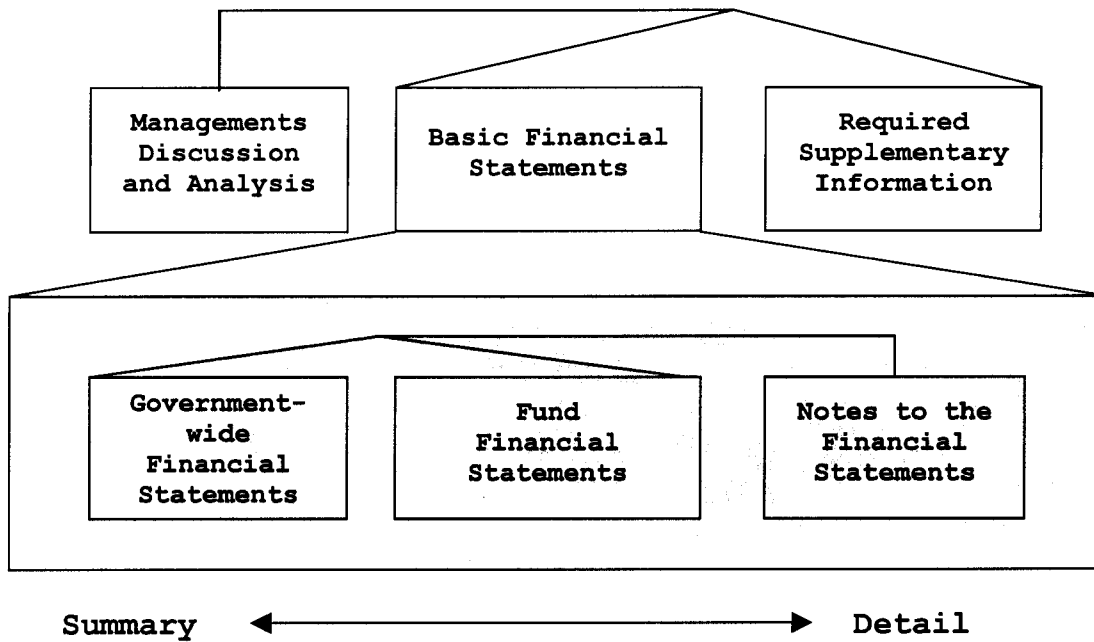 Managements
Discussion
and Analysis
Basic Financial
Statements
Required
Supplementary
Information
Government-
wide
Financial
Statements
Fund
Financial
Statements
Notes to the
Financial
Statements
Summary
Detail